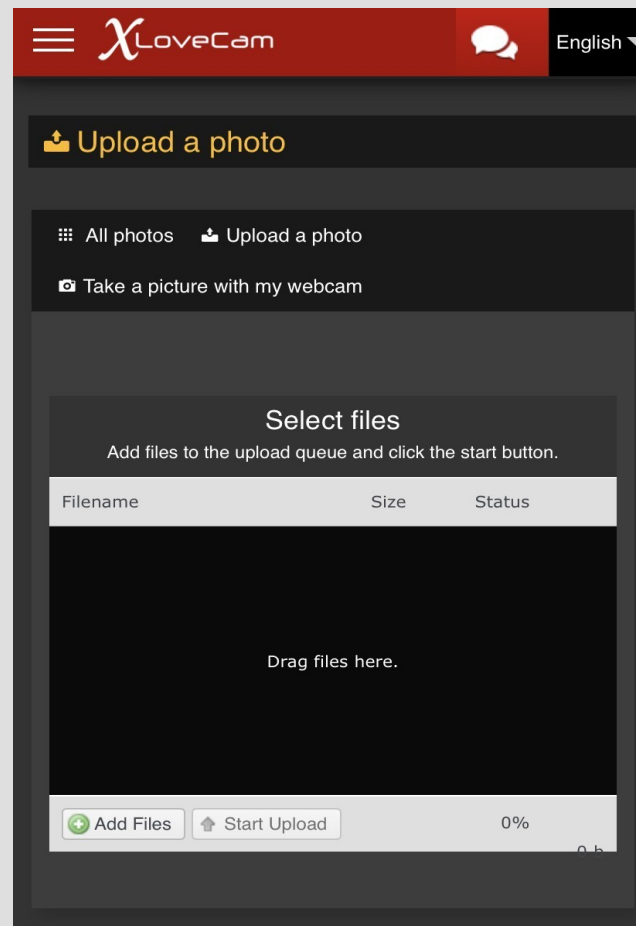 XLoveCam
English
Upload a photo
All photos Upload a photo
Take a picture with my webcam
Select files
Add files to the upload queue and click the start button.
Filename Size Status
Drag files here.
Add Files Start Upload 0%